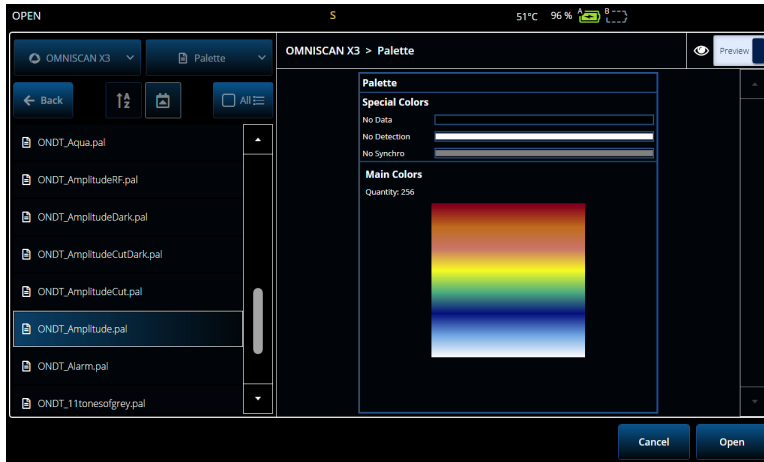 OPEN
S
51°C 96 % A B
OMNISCAN X3
Palette
OMNISCAN X3 > Palette
Preview
Back
A
Z
All
ONDT_Aqua.pal
ONDT_AmplitudeRF.pal
ONDT_AmplitudeDark.pal
ONDT_AmplitudeCutDark.pal
ONDT_AmplitudeCut.pal
ONDT_Amplitude.pal
ONDT_Alarm.pal
ONDT_11tonesofgrey.pal
Palette
Special Colors
No Data
No Detection
No Synchro
Main Colors
Quantity: 256
Cancel
Open